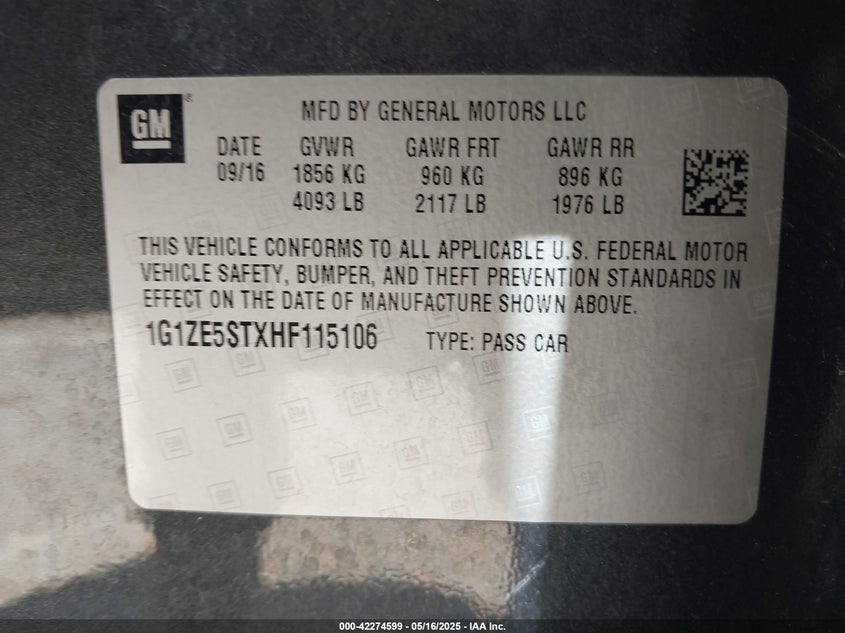 GM ®
MFD BY GENERAL MOTORS LLC
DATE GVWR GAWR FRT GAWR RR
09/16 1856 KG 960 KG 896 KG
4093 LB 2117 LB 1976 LB
THIS VEHICLE CONFORMS TO ALL APPLICABLE U.S. FEDERAL MOTOR
VEHICLE SAFETY, BUMPER, AND THEFT PREVENTION STANDARDS IN
EFFECT ON THE DATE OF MANUFACTURE SHOWN ABOVE.
1G1ZE5STXHF115106 TYPE: PASS CAR
000-42274599 - 05/16/2025 - IAA Inc.